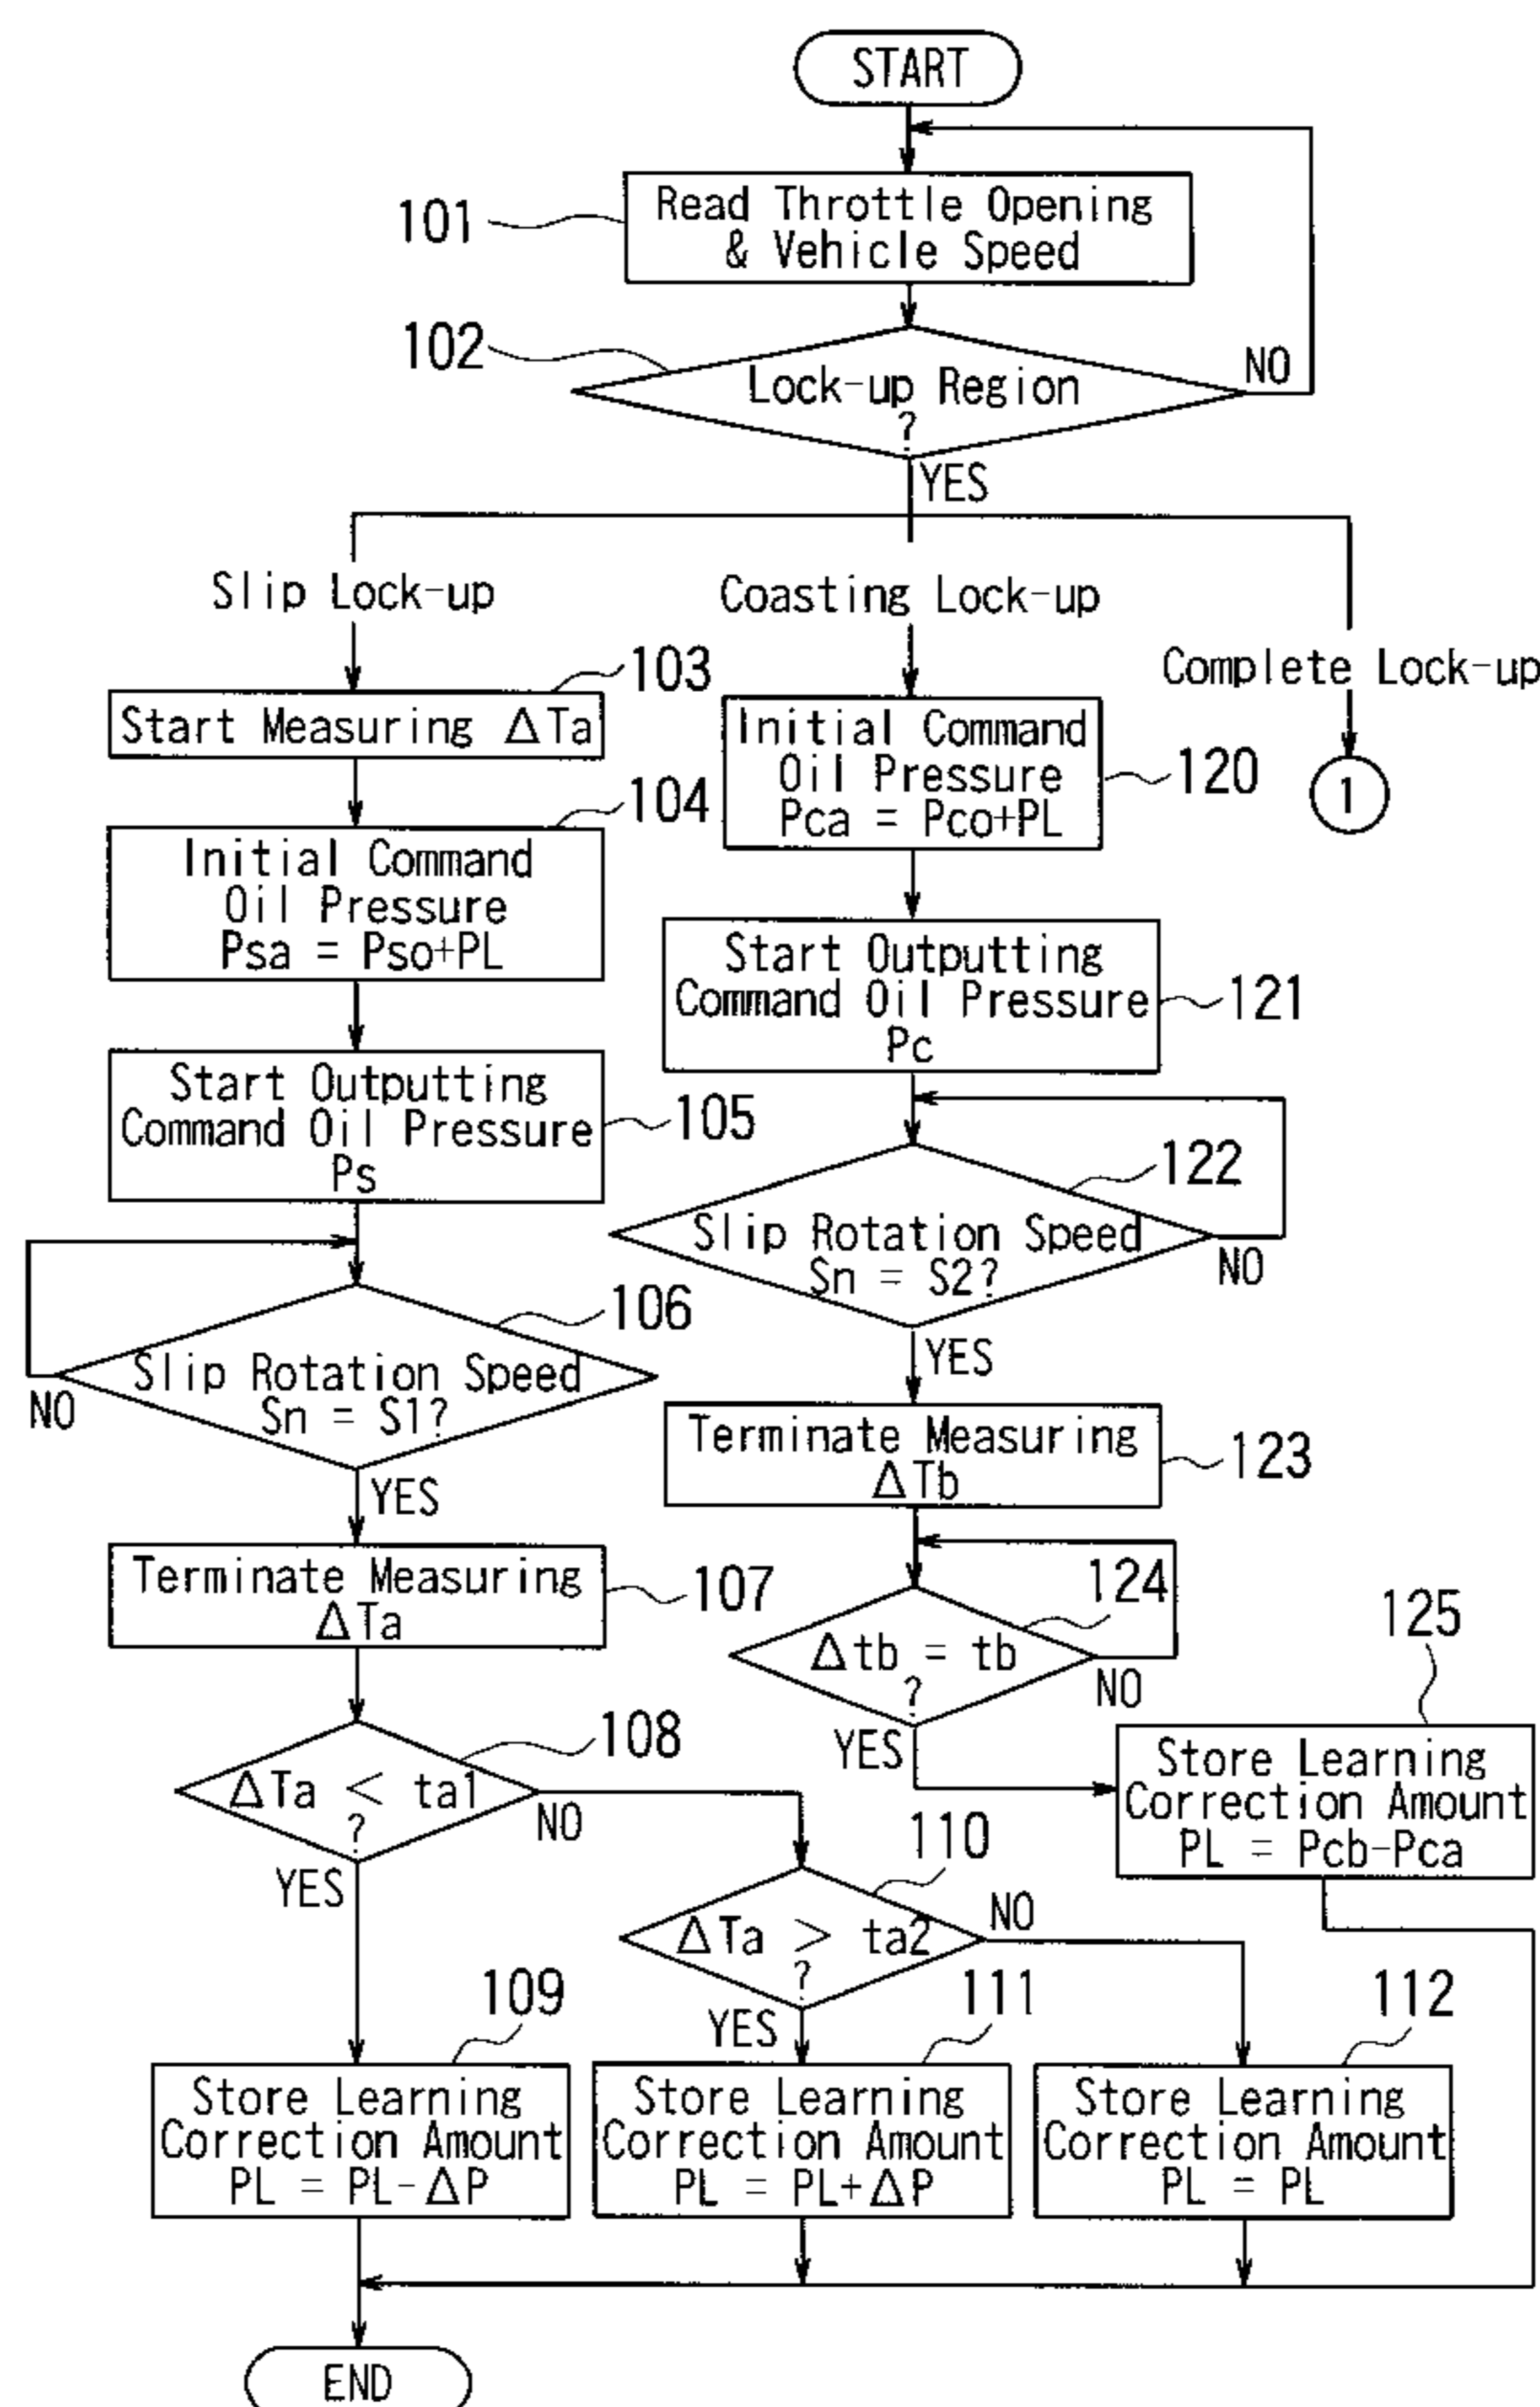 START
101
Read Throttle Opening
& Vehicle Speed
102
Lock-up Region
?
NO
YES
Slip Lock-up
Coasting Lock-up
Complete Lock-up
1
103
Start Measuring ΔTa
104
Initial Command
Oil Pressure
Psa = Pso+PL
105
Start Outputting
Command Oil Pressure
Ps
106
Slip Rotation Speed
Sn = S1?
NO
YES
107
Terminate Measuring
ΔTa
108
ΔTa < ta1
?
NO
YES
109
Store Learning
Correction Amount
PL = PL-ΔP
110
ΔTa > ta2
?
NO
YES
111
Store Learning
Correction Amount
PL = PL+ΔP
112
Store Learning
Correction Amount
PL = PL
120
Initial Command
Oil Pressure
Pca = Pco+PL
121
Start Outputting
Command Oil Pressure
Pc
122
Slip Rotation Speed
Sn = S2?
NO
YES
123
Terminate Measuring
ΔTb
124
Δtb = tb
?
NO
YES
125
Store Learning
Correction Amount
PL = Pcb-Pca
END